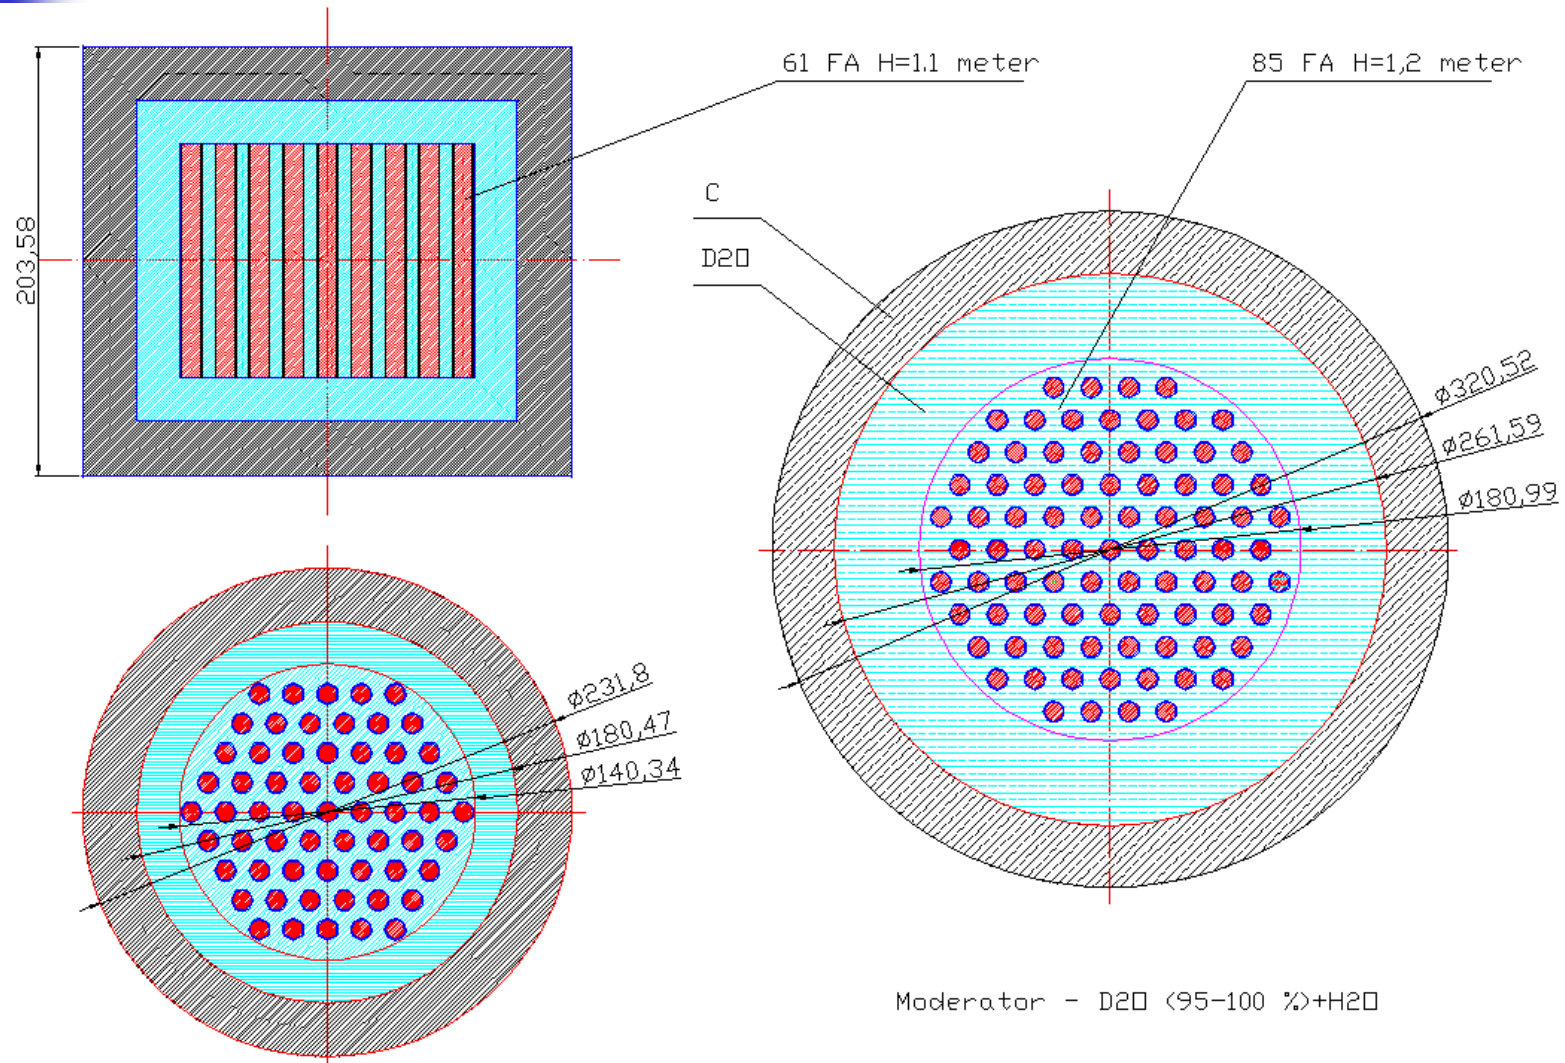 61 FA H=1.1 meter
85 FA H=1,2 meter
203,58
C
D2O
ø320,52
ø261,59
ø180,99
ø231,8
ø180,47
ø140,34
Moderator - D2O (95-100 %)+H2O